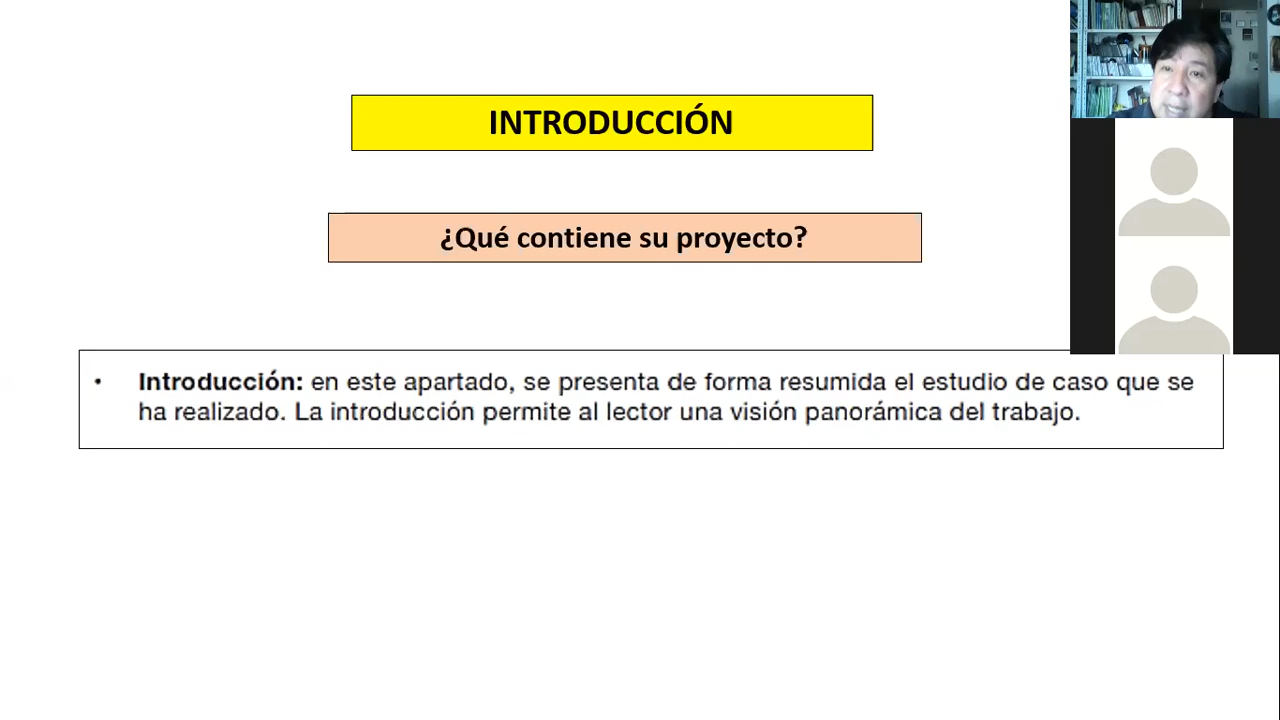 INTRODUCCIÓN
¿Qué contiene su proyecto?
• Introducción: en este apartado, se presenta de forma resumida el estudio de caso que se
ha realizado. La introducción permite al lector una visión panorámica del trabajo.